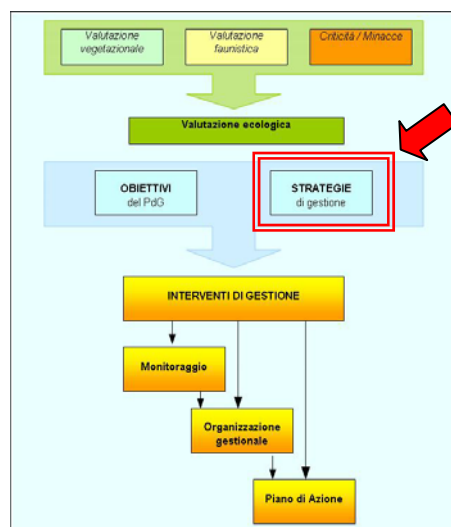 Valutazione
vegetazionale
Valutazione
faunistica
Criticità / Minacce
Valutazione ecologica
OBIETTIVI
del PdG
STRATEGIE
di gestione
INTERVENTI DI GESTIONE
Monitoraggio
Organizzazione
gestionale
Piano di Azione